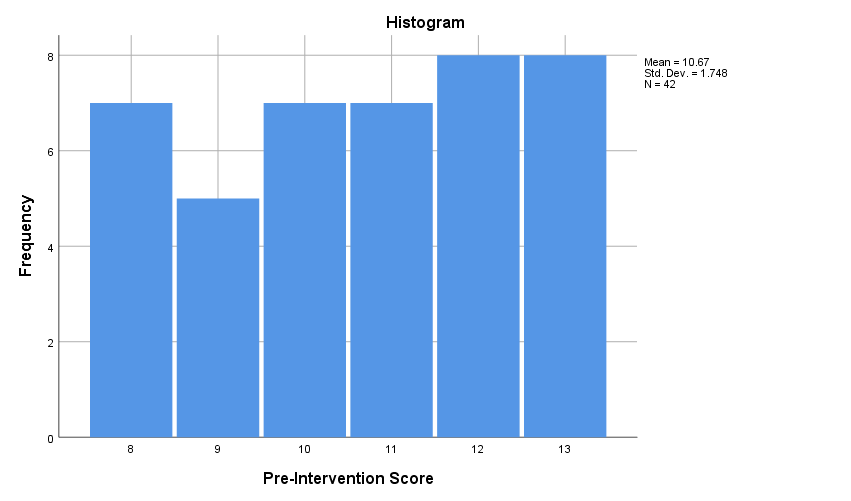 Histogram
Mean = 10.67
Std. Dev. = 1.748
N = 42
8
6
4
2
0
Frequency
8 9 10 11 12 13
Pre-Intervention Score